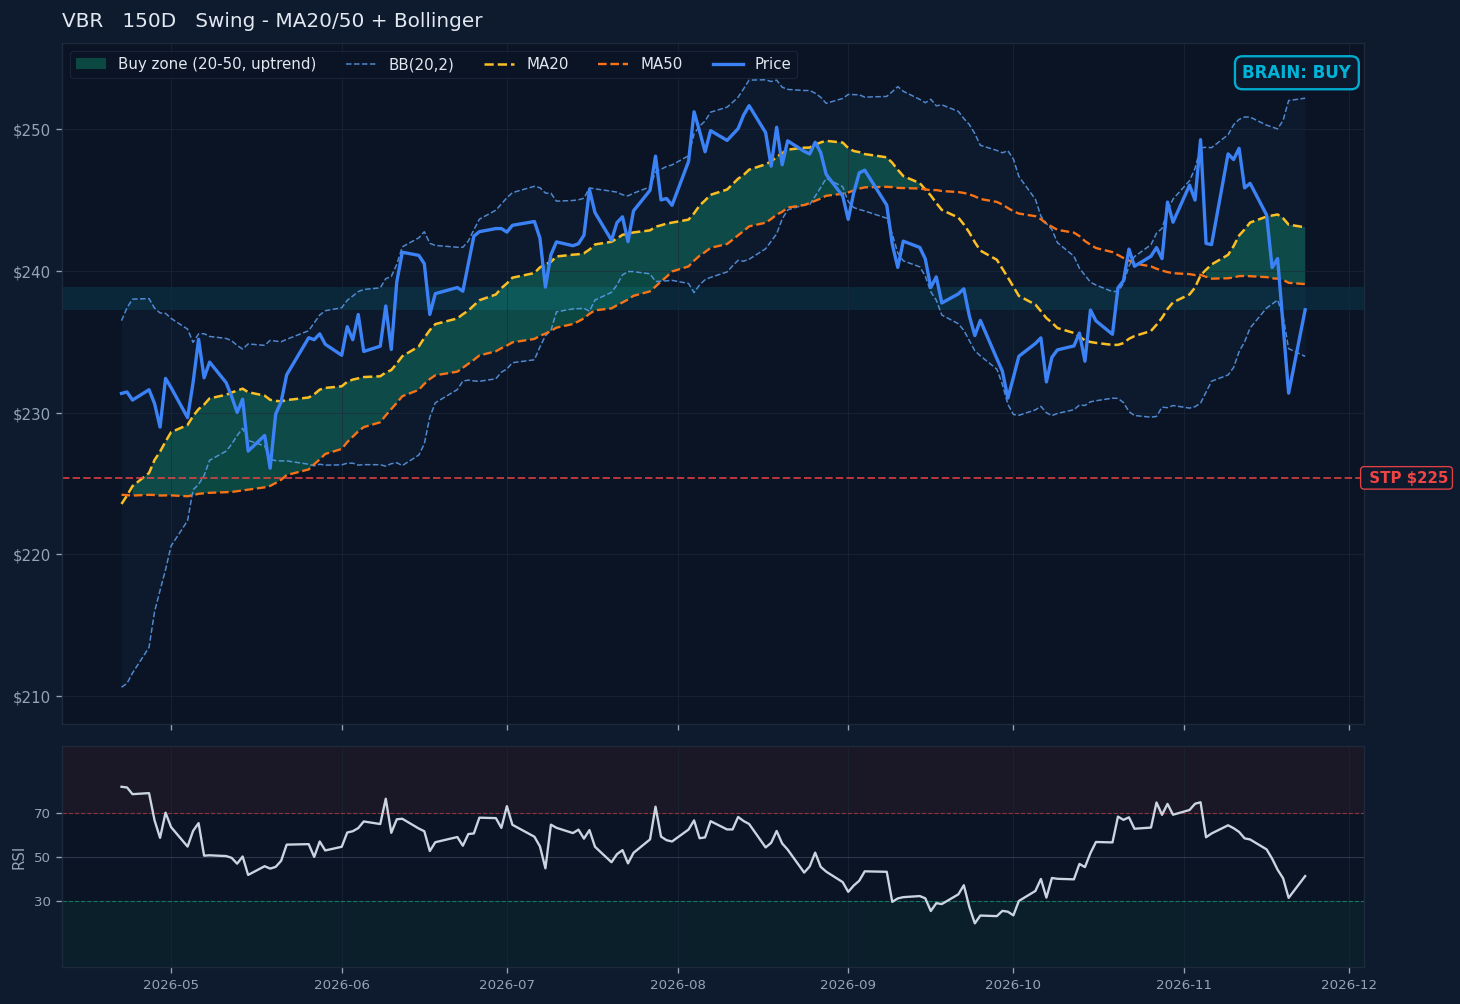 VBR 150D Swing - MA20/50 + Bollinger
Buy zone (20-50, uptrend) BB(20,2) MA20 MA50 Price
BRAIN: BUY
$250
$240
$230
STP $225
$220
$210
70
RSI
50
30
2026-05 2026-06 2026-07 2026-08 2026-09 2026-10 2026-11 2026-12